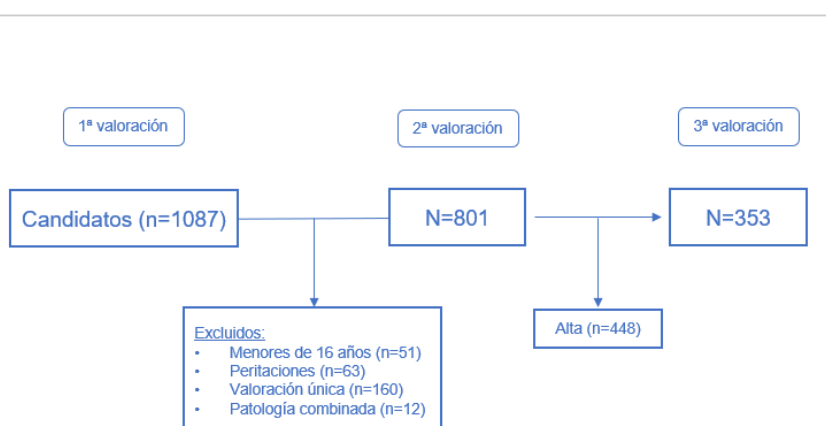 1ª valoración
2ª valoración
3ª valoración
Candidatos (n=1087)
N=801
N=353
Alta (n=448)
Excluidos:
• Menores de 16 años (n=51)
• Peritaciones (n=63)
• Valoración única (n=160)
• Patología combinada (n=12)